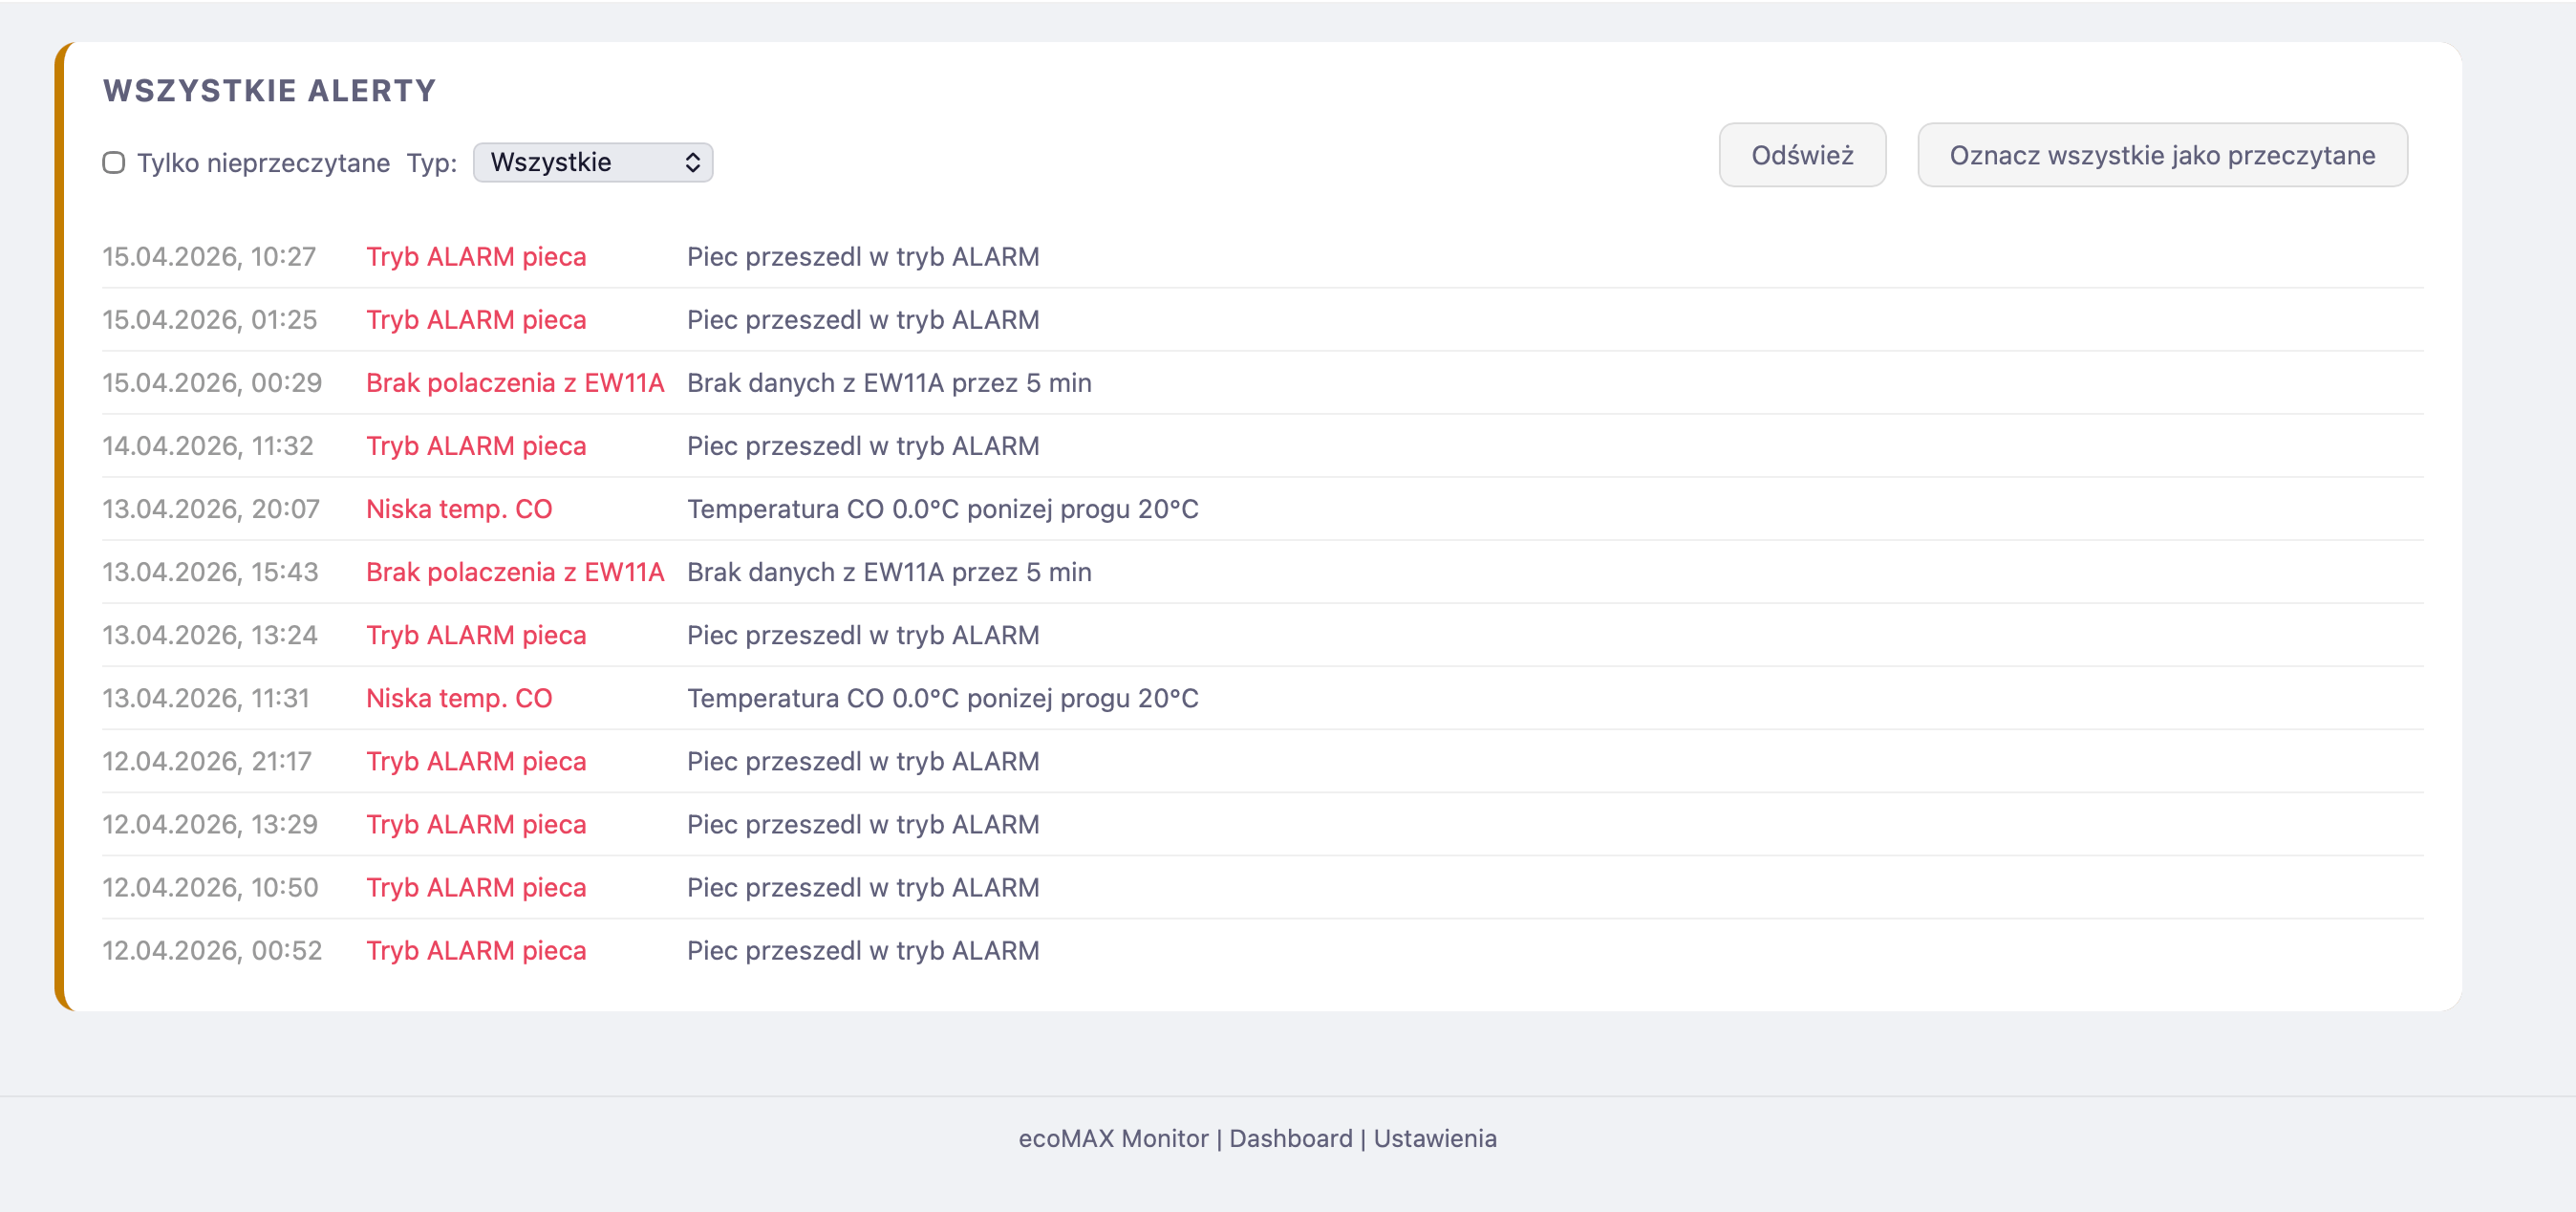 WSZYSTKIE ALERTY
Tylko nieprzeczytane Typ: Wszystkie Odśwież Oznacz wszystkie jako przeczytane
15.04.2026, 10:27 Tryb ALARM pieca Piec przeszedl w tryb ALARM
15.04.2026, 01:25 Tryb ALARM pieca Piec przeszedl w tryb ALARM
15.04.2026, 00:29 Brak polaczenia z EW11A Brak danych z EW11A przez 5 min
14.04.2026, 11:32 Tryb ALARM pieca Piec przeszedl w tryb ALARM
13.04.2026, 20:07 Niska temp. CO Temperatura CO 0.0°C ponizej progu 20°C
13.04.2026, 15:43 Brak polaczenia z EW11A Brak danych z EW11A przez 5 min
13.04.2026, 13:24 Tryb ALARM pieca Piec przeszedl w tryb ALARM
13.04.2026, 11:31 Niska temp. CO Temperatura CO 0.0°C ponizej progu 20°C
12.04.2026, 21:17 Tryb ALARM pieca Piec przeszedl w tryb ALARM
12.04.2026, 13:29 Tryb ALARM pieca Piec przeszedl w tryb ALARM
12.04.2026, 10:50 Tryb ALARM pieca Piec przeszedl w tryb ALARM
12.04.2026, 00:52 Tryb ALARM pieca Piec przeszedl w tryb ALARM
ecoMAX Monitor | Dashboard | Ustawienia